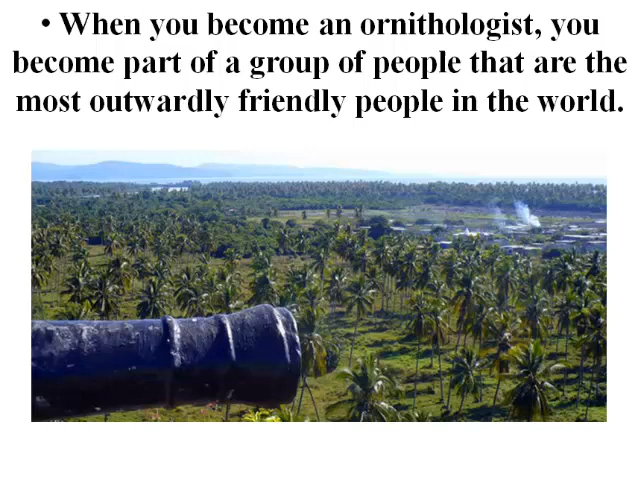 • When you become an ornithologist, you
become part of a group of people that are the
most outwardly friendly people in the world.